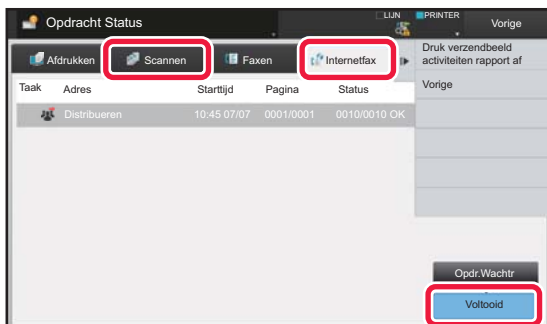 Opdracht Status
LIJN
PRINTER
Vorige
Afdrukken
Scannen
Faxen
Internetfax
Druk verzendbeeld
activiteiten rapport af
Taak Adres Starttijd Pagina Status
Vorige
Distribueren 10:45 07/07 0001/0001 0010/0010 OK
Opdr.Wachtr
Voltooid